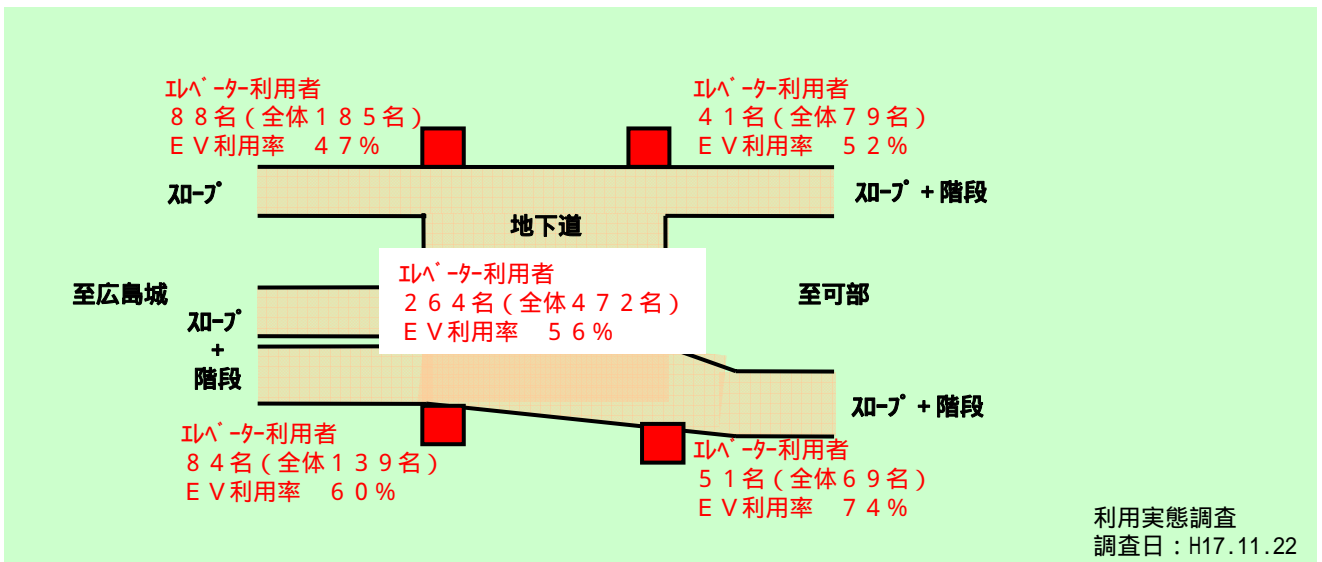 ｴﾚﾍﾞｰﾀｰ利用者
８８名（全体１８５名）
ＥＶ利用率　４７%
ｴﾚﾍﾞｰﾀｰ利用者
４１名（全体７９名）
ＥＶ利用率　５２%
ｽﾛｰﾌﾟ
ｽﾛｰﾌﾟ + 階段
地下道
ｴﾚﾍﾞｰﾀｰ利用者
２６４名（全体４７２名）
ＥＶ利用率　５６%
至広島城
至可部
ｽﾛｰﾌﾟ
+
階段
ｽﾛｰﾌﾟ + 階段
ｴﾚﾍﾞｰﾀｰ利用者
８４名（全体１３９名）
ＥＶ利用率　６０%
ｴﾚﾍﾞｰﾀｰ利用者
５１名（全体６９名）
ＥＶ利用率　７４%
利用実態調査
調査日：H17.11.22